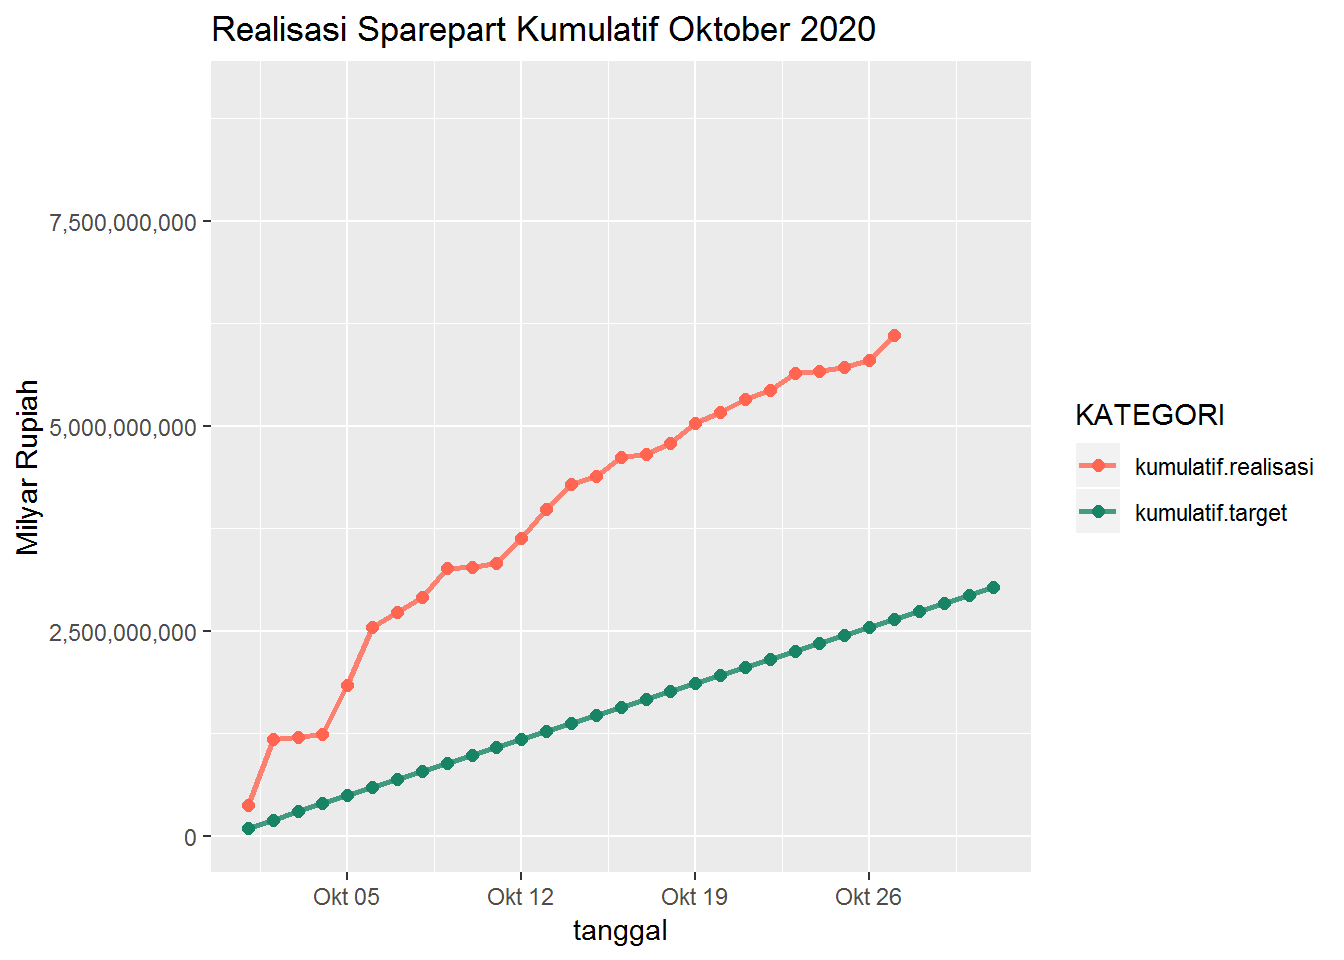 Realisasi Sparepart Kumulatif Oktober 2020
Milyar Rupiah
7,500,000,000
5,000,000,000
2,500,000,000
0
Okt 05
Okt 12
Okt 19
Okt 26
tanggal
KATEGORI
kumulatif.realisasi
kumulatif.target